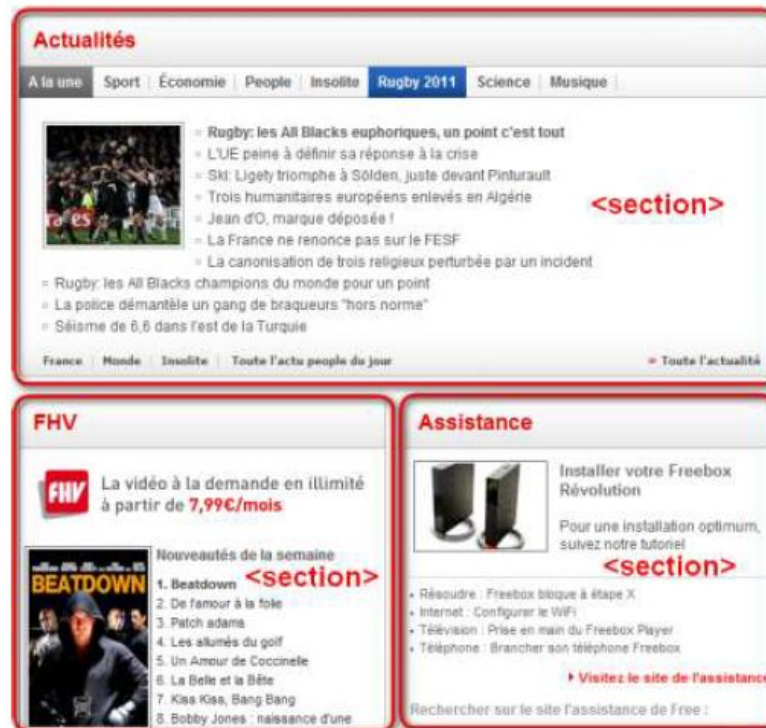 Actualités
A la une Sport Économie People Insolite Rugby 2011 Science Musique
Rugby: les All Blacks euphoriques, un point c'est tout
L'UE peine à définir sa réponse à la crise
Ski: Ligety triomphe à Sölden, juste devant Pinturault
Trois humanitaires européens enlevés en Algérie
<section>
Jean d'O, marque déposée !
La France ne renonce pas sur le FESF
La canonisation de trois religieux perturbée par un incident
Rugby: les All Blacks champions du monde pour un point
La police démantèle un gang de braqueurs "hors norme"
Séisme de 6,6 dans l'est de la Turquie
France Monde Insolite Toute l'actu people du jour » Toute l'actualité
FHV
FHV
La vidéo à la demande en illimité
à partir de 7,99€/mois
BEATDOWN
Nouveautés de la semaine
<section>
1. Beatdown
2. De l'amour à la folie
3. Patch adams
4. Les allumés du golf
5. Un Amour de Coccinelle
6. La Belle et la Bête
7. Kiss Kiss, Bang Bang
8. Bobby Jones : naissance d'une
Assistance
Installer votre Freebox
Révolution
Pour une installation optimum,
suivez notre tutoriel
<section>
Résoudre : Freebox bloque à étape X
Internet : Configurer le WiFi
Télévision : Prise en main du Freebox Player
Téléphone : Brancher son téléphone Freebox
Visitez le site de l'assistance
Rechercher sur le site l'assistance de Free :